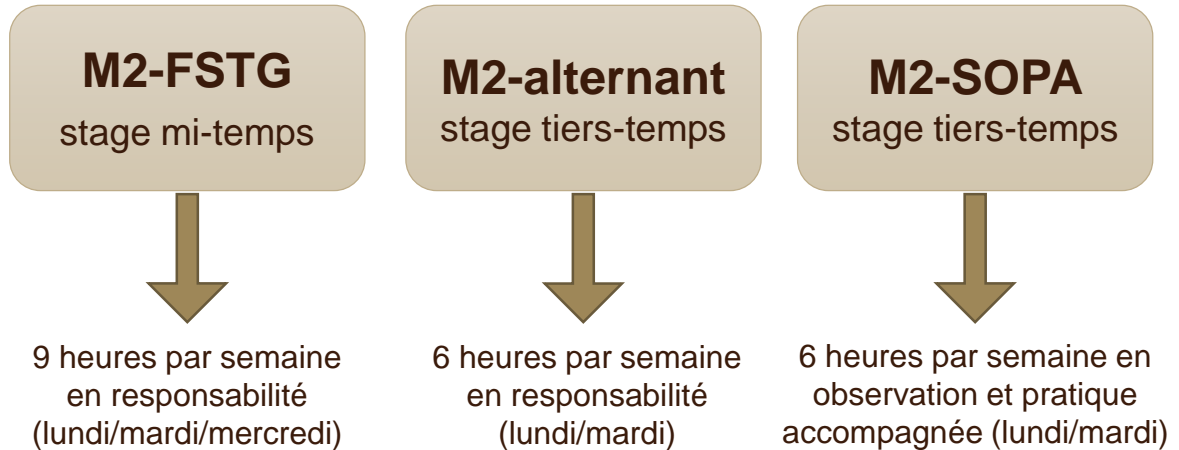 M2-FSTG
stage mi-temps
M2-alternant
stage tiers-temps
M2-SOPA
stage tiers-temps
9 heures par semaine
en responsabilité
(lundi/mardi/mercredi)
6 heures par semaine
en responsabilité
(lundi/mardi)
6 heures par semaine en
observation et pratique
accompagnée (lundi/mardi)